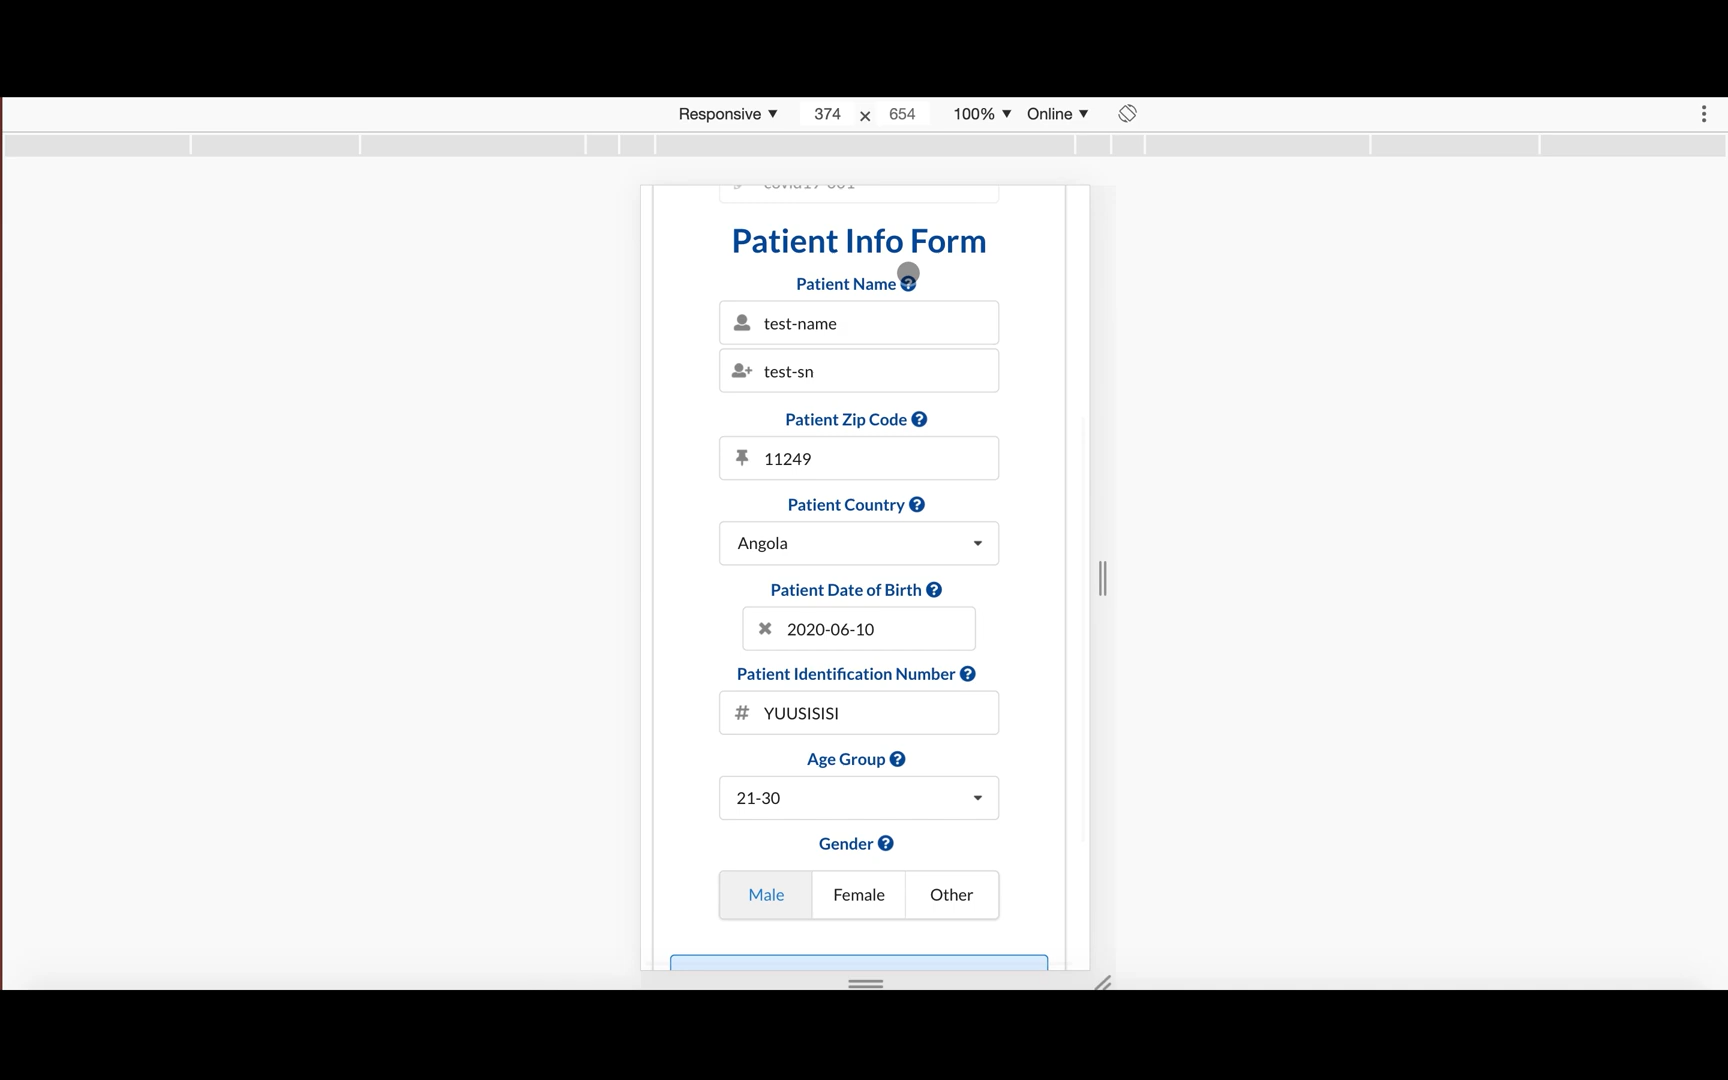 Responsive ▼ 374 × 654 100% ▼ Online ▼
Patient Info Form
Patient Name
test-name
test-sn
Patient Zip Code
11249
Patient Country
Angola
Patient Date of Birth
2020-06-10
Patient Identification Number
# YUUSISISI
Age Group
21-30
Gender
Male Female Other